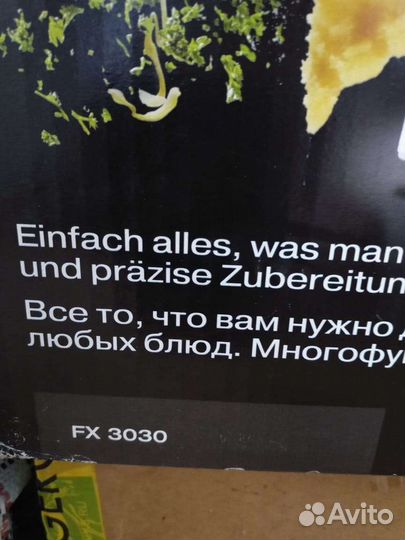 Einfach alles, was man
und präzise Zubereitun
Все то, что вам нужно
любых блюд. Многофу
FX 3030
Avito